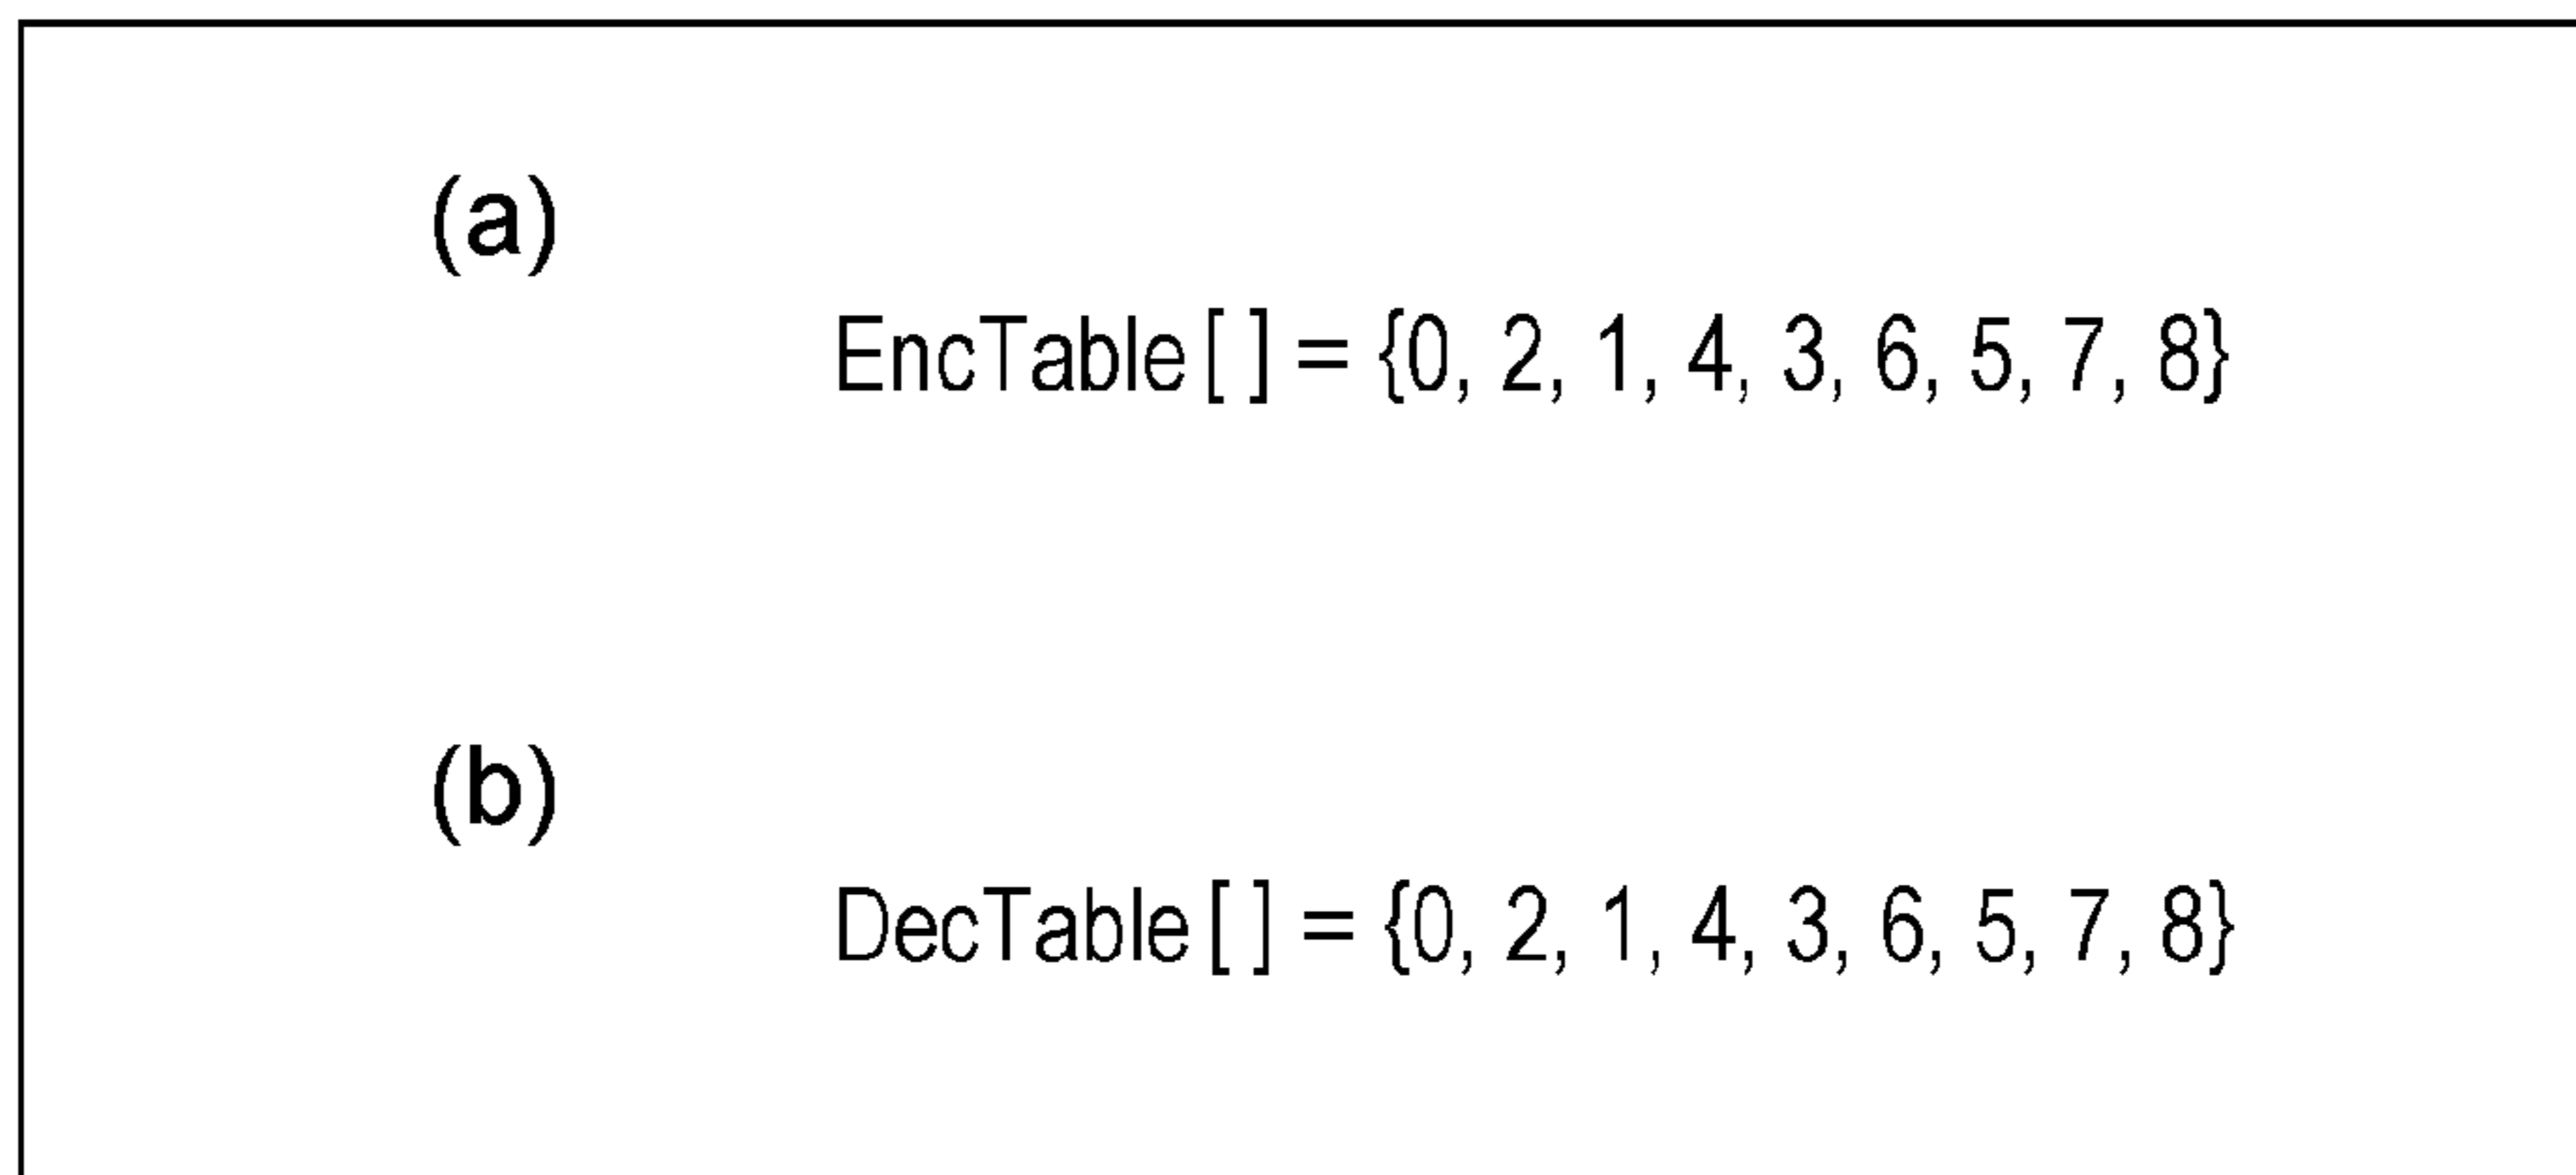 (a)
EncTable [ ] = {0, 2, 1, 4, 3, 6, 5, 7, 8}
(b)
DecTable [ ] = {0, 2, 1, 4, 3, 6, 5, 7, 8}